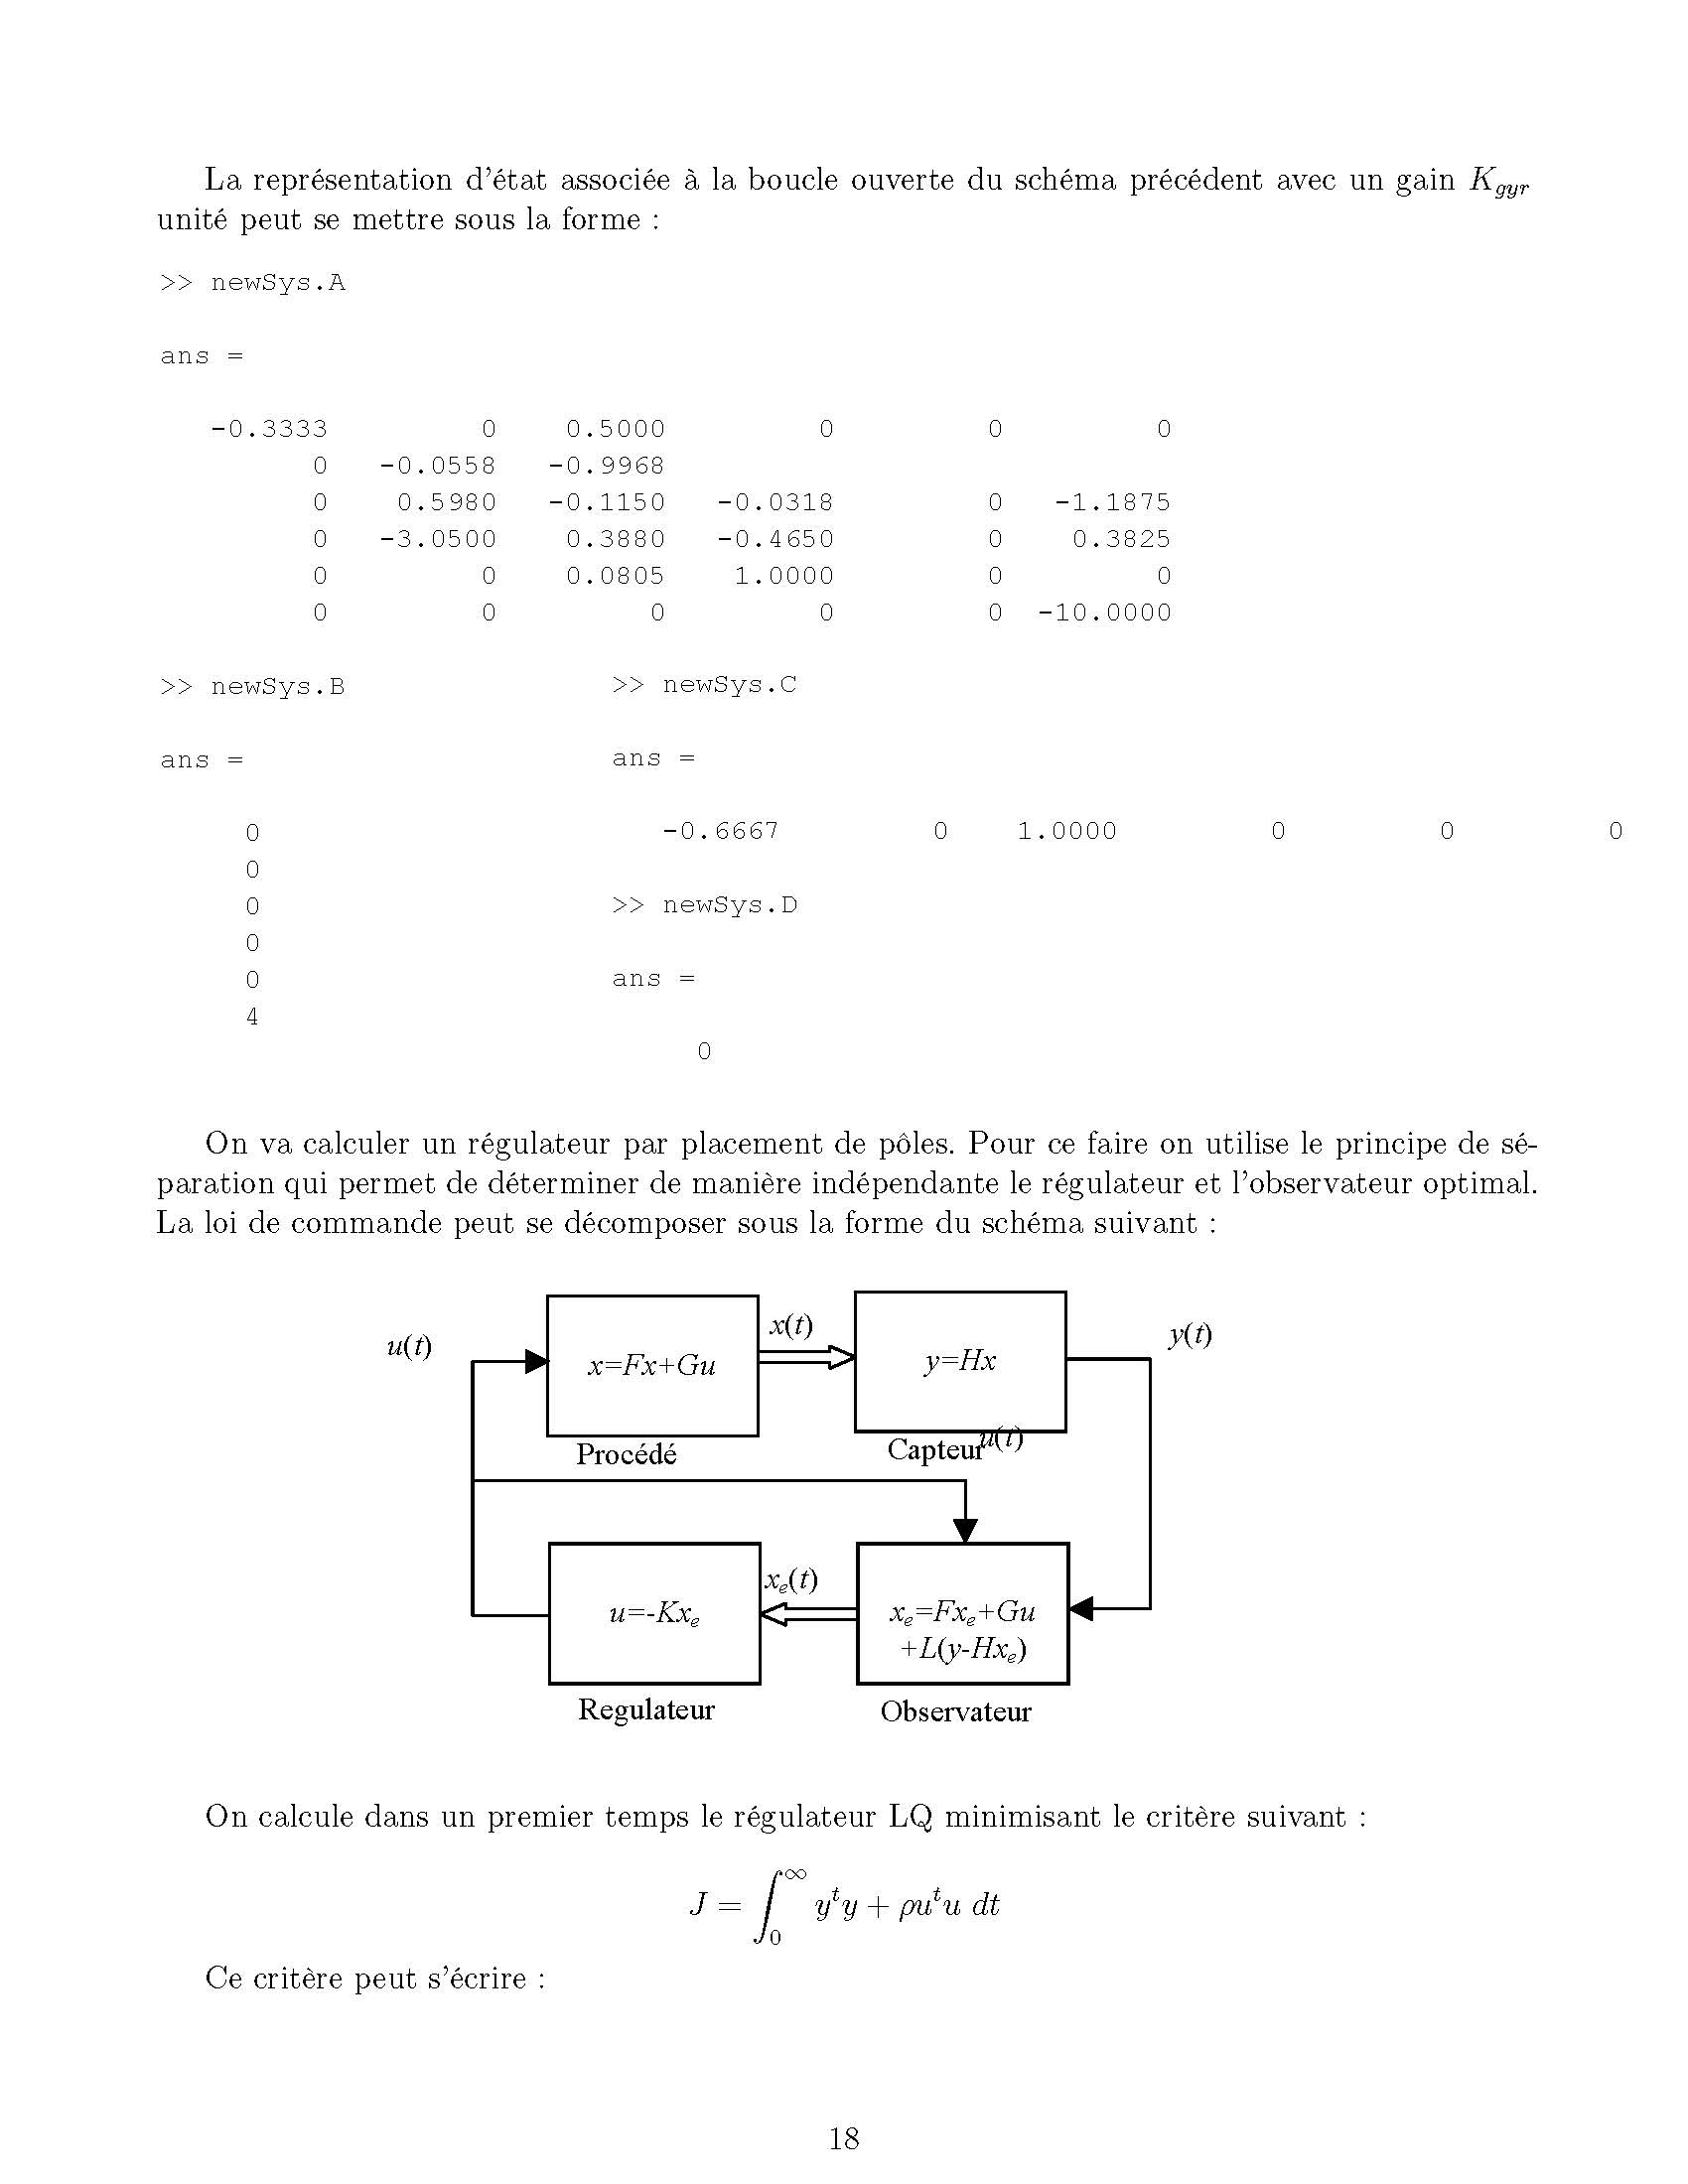 La représentation d'état associée à la boucle ouverte du schéma précédent avec un gain K_gyr
unité peut se mettre sous la forme :
>> newSys.A
ans =
-0.3333 0 0.5000 0 0 0
0 -0.0558 -0.9968
0 0.5980 -0.1150 -0.0318 0 -1.1875
0 -3.0500 0.3880 -0.4650 0 0.3825
0 0 0.0805 1.0000 0 0
0 0 0 0 0 -10.0000
>> newSys.B
ans =
0
0
0
0
0
4
>> newSys.C
ans =
-0.6667 0 1.0000 0 0 0
>> newSys.D
ans =
0
On va calculer un régulateur par placement de pôles. Pour ce faire on utilise le principe de sé-
paration qui permet de déterminer de manière indépendante le régulateur et l'observateur optimal.
La loi de commande peut se décomposer sous la forme du schéma suivant :
u(t)
x=Fx+Gu
Procédé
x(t)
y=Hx
Capteur
u(t)
y(t)
u=-Kx_e
Regulateur
x_e(t)
x_e=Fx_e+Gu
+L(y-Hx_e)
Observateur
On calcule dans un premier temps le régulateur LQ minimisant le critère suivant :
J = ∫_0^∞ y^t y + ρu^t u dt
Ce critère peut s'écrire :
18